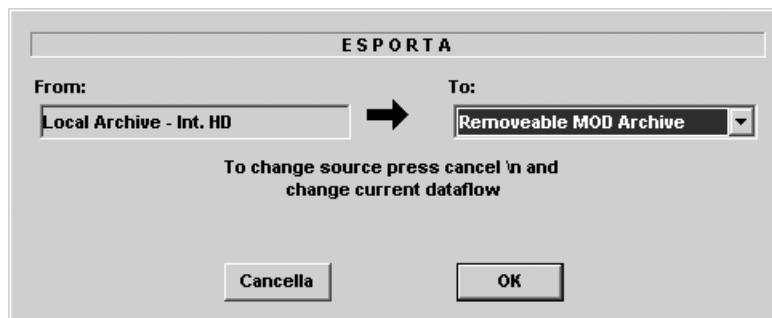 ESPORTA
From:
To:
Local Archive - Int. HD
Removeable MOD Archive
To change source press cancel \n and
change current dataflow
Cancella
OK